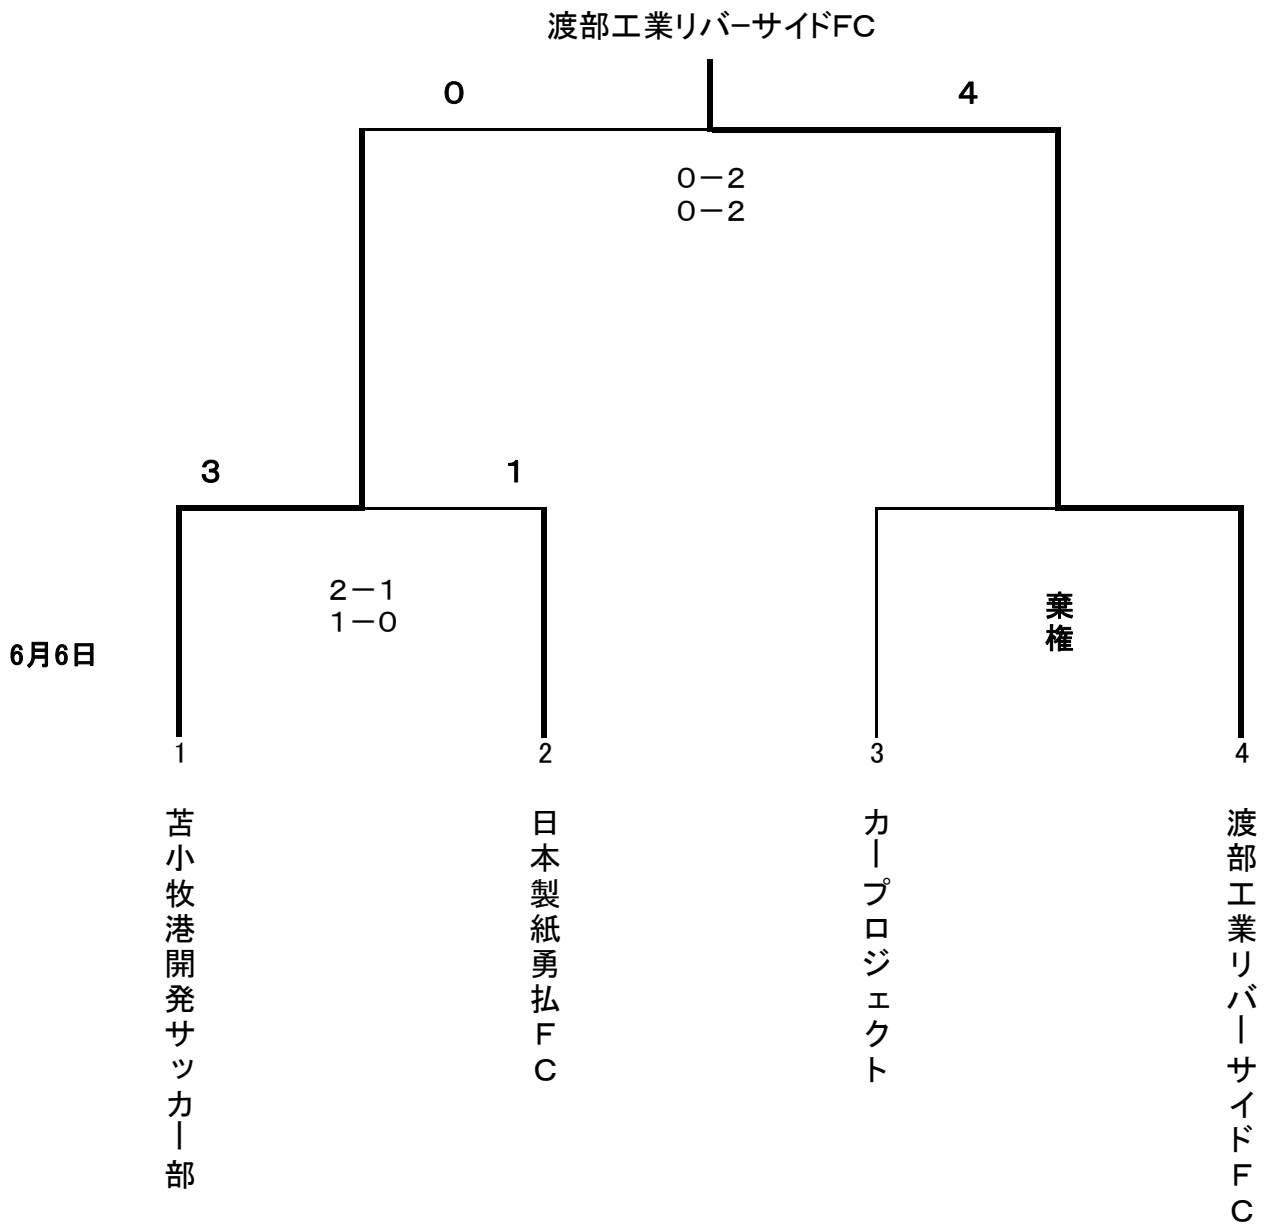 渡部工業リバーサイドFC
0 4
0－2
0－2
3 1
2－1
1－0
棄権
6月6日
1 2 3 4
苫小牧港開発サッカー部
日本製紙勇払FC
カープロジェクト
渡部工業リバーサイドFC